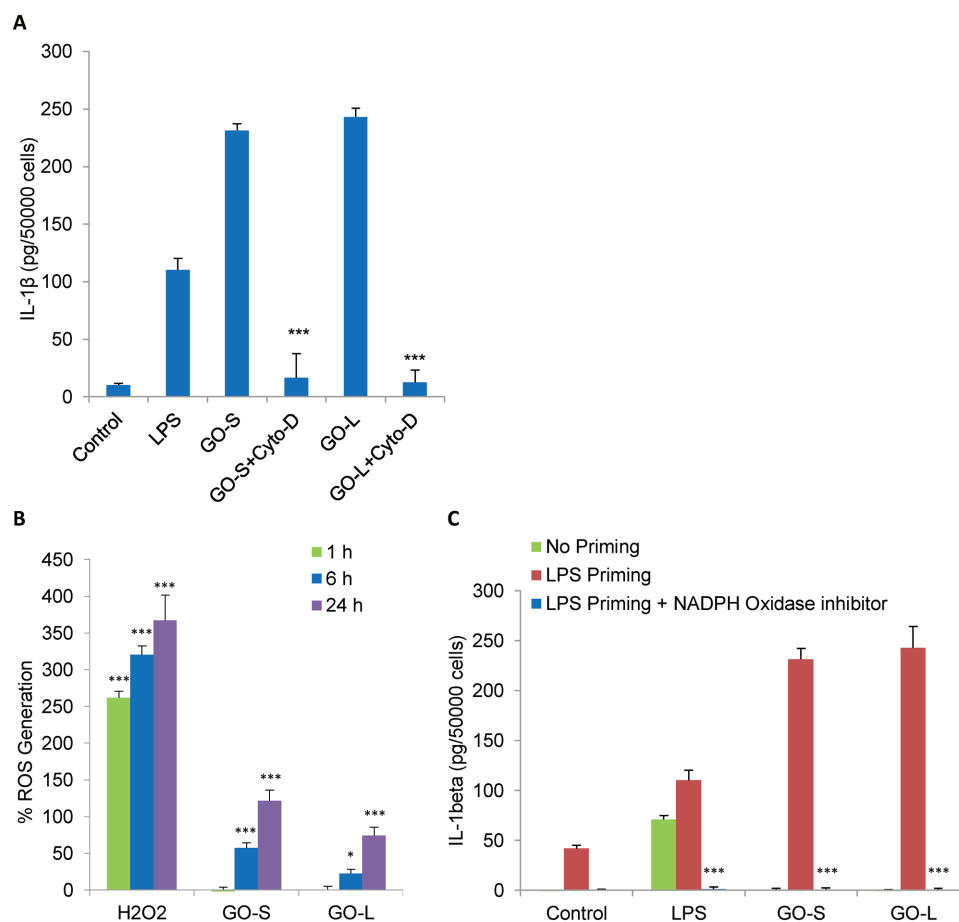 A
300
250
200
150
100
50
0
IL-1β (pg/50000 cells)
***
***
Control
LPS
GO-S
GO-S+Cyto-D
GO-L
GO-L+Cyto-D
B
450
400
350
300
250
200
150
100
50
0
% ROS Generation
1 h
6 h
24 h
***
***
***
***
***
*
***
H2O2
GO-S
GO-L
C
No Priming
LPS Priming
LPS Priming + NADPH Oxidase inhibitor
300
250
200
150
100
50
0
IL-1beta (pg/50000 cells)
***
***
***
Control
LPS
GO-S
GO-L